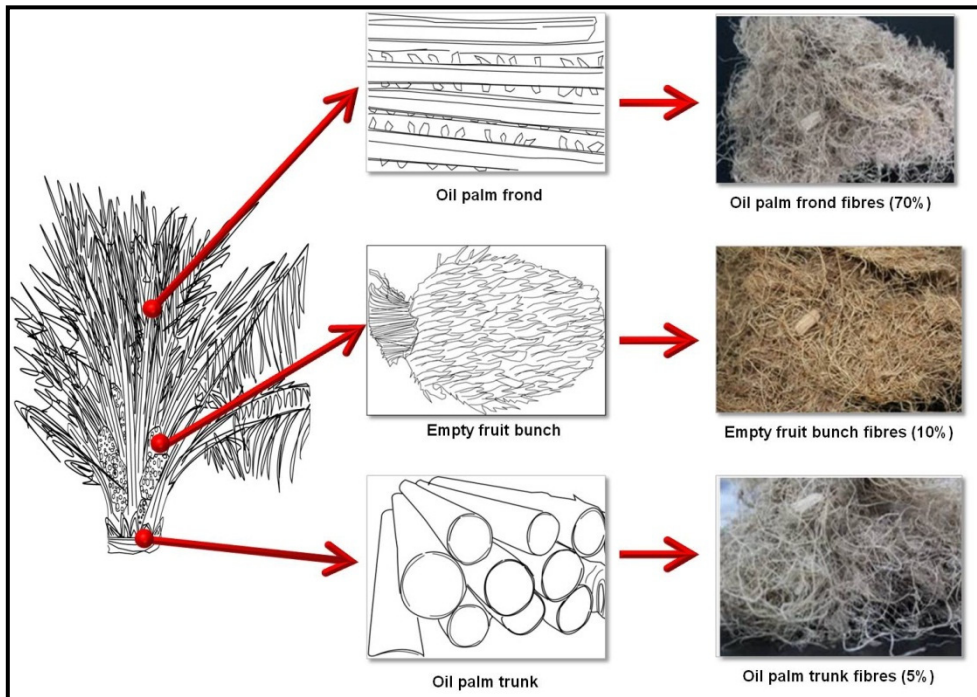 Oil palm frond
Oil palm frond fibres (70%)
Empty fruit bunch
Empty fruit bunch fibres (10%)
Oil palm trunk
Oil palm trunk fibres (5%)